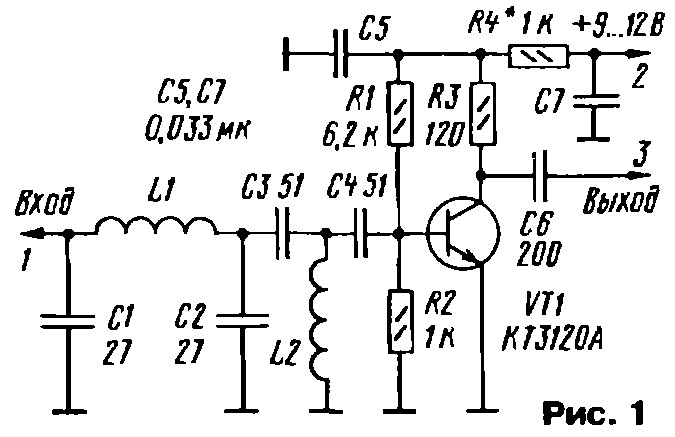 C5
R4* 1 к +9...12В
2
C5, C7
0,033 мк
R1
6,2 к
R3
120
C7
3
Выход
Вход
1
L1
C3 51
C4 51
C6
200
C1
27
C2
27
L2
R2
1 к
VT1
КТ3120А
Рис. 1